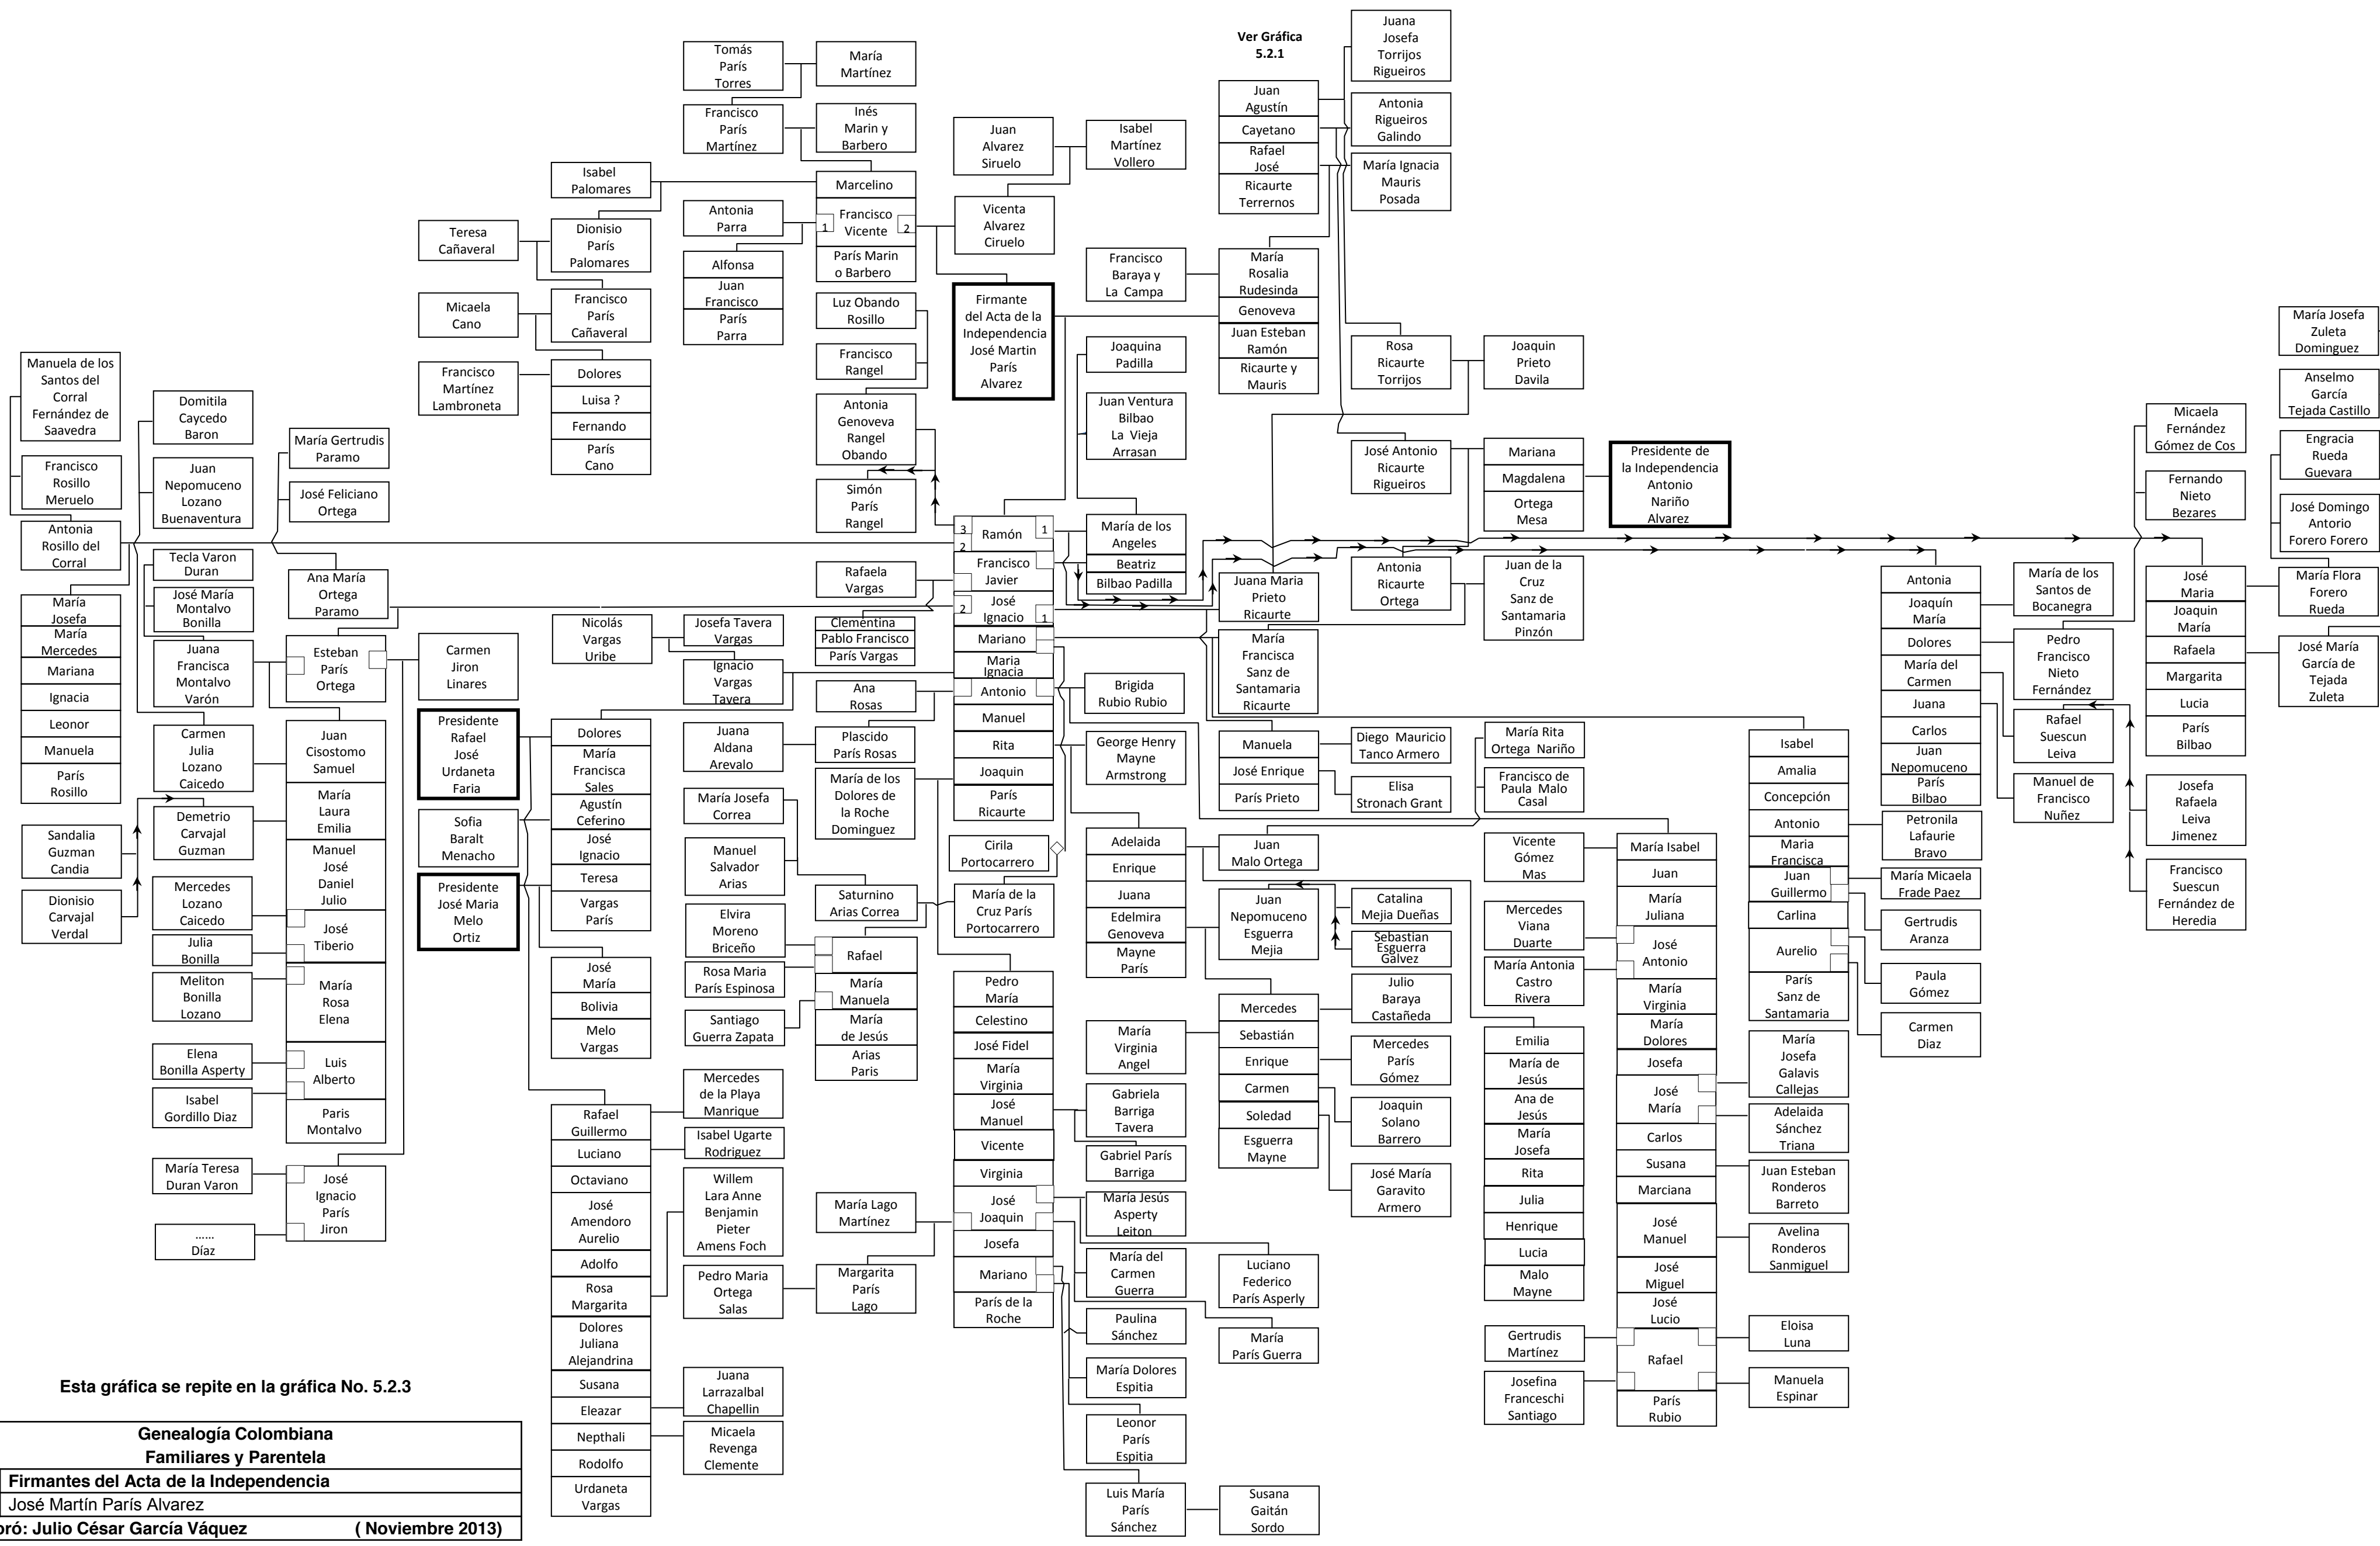 Ver Gráfica
5.2.1
Juana
Josefa
Torrijos
Rigueiros
Tomás
París
Torres
María
Martínez
Juan
Agustín
Cayetano
Rafael
José
Ricaurte
Terrernos
Antonia
Rigueiros
Galindo
María Ignacia
Mauris
Posada
Francisco
París
Martínez
Inés
Marin y
Barbero
Juan
Alvarez
Siruelo
Isabel
Martínez
Vollero
Isabel
Palomares
Marcelino
Francisco
Vicente
1
2
París Marin
o Barbero
Antonia
Parra
Vicenta
Alvarez
Ciruelo
Teresa
Cañaveral
Dionisio
París
Palomares
Alfonsa
Juan
Francisco
París
Parra
Francisco
Baraya y
La Campa
María
Rosalia
Rudesinda
Genoveva
Juan Esteban
Ramón
Ricaurte y
Mauris
Micaela
Cano
Francisco
París
Cañaveral
Luz Obando
Rosillo
Francisco
Rangel
Firmante
del Acta de la
Independencia
José Martin
París
Alvarez
Joaquina
Padilla
Rosa
Ricaurte
Torrijos
Joaquin
Prieto
Davila
María Josefa
Zuleta
Dominguez
Manuela de los
Santos del
Corral
Fernández de
Saavedra
Francisco
Martínez
Lambroneta
Dolores
Luisa ?
Fernando
París
Cano
Anselmo
García
Tejada Castillo
Domitila
Caycedo
Baron
Antonia
Genoveva
Rangel
Obando
Juan Ventura
Bilbao
La Vieja
Arrasan
Micaela
Fernández
Gómez de Cos
María Gertrudis
Paramo
José Antonio
Ricaurte
Rigueiros
Mariana
Magdalena
Ortega
Mesa
Presidente de
la Independencia
Antonio
Nariño
Alvarez
Engracia
Rueda
Guevara
Francisco
Rosillo
Meruelo
Juan
Nepomuceno
Lozano
Buenaventura
José Feliciano
Ortega
Simón
París
Rangel
Fernando
Nieto
Bezares
José Domingo
Antorio
Forero Forero
Antonia
Rosillo del
Corral
Tecla Varon
Duran
José María
Montalvo
Bonilla
Juana
Francisca
Montalvo
Varón
Ana María
Ortega
Paramo
Rafaela
Vargas
3
2
Ramón
1
Francisco
Javier
2
José
Ignacio
1
Mariano
Maria
Ignacia
Antonio
Manuel
Rita
Joaquin
París
Ricaurte
María de los
Angeles
Beatriz
Bilbao Padilla
Juana Maria
Prieto
Ricaurte
Antonia
Ricaurte
Ortega
Juan de la
Cruz
Sanz de
Santamaria
Pinzón
Antonia
Joaquín
María
Dolores
María del
Carmen
Juana
Carlos
Juan
Nepomuceno
París
Bilbao
María de los
Santos de
Bocanegra
José
Maria
Joaquin
María
Rafaela
Margarita
Lucia
París
Bilbao
María Flora
Forero
Rueda
María
Josefa
María
Mercedes
Mariana
Ignacia
Leonor
Manuela
París
Rosillo
Esteban
París
Ortega
Carmen
Jiron
Linares
Nicolás
Vargas
Uribe
Josefa Tavera
Vargas
Ignacio
Vargas
Tavera
Clementina
Pablo Francisco
París Vargas
María
Francisca
Sanz de
Santamaria
Ricaurte
Pedro
Francisco
Nieto
Fernández
José María
García de
Tejada
Zuleta
Ana
Rosas
Brigida
Rubio Rubio
Rafael
Suescun
Leiva
Presidente
Rafael
José
Urdaneta
Faria
Dolores
María
Francisca
Sales
Agustín
Ceferino
José
Ignacio
Teresa
Vargas
París
Juana
Aldana
Arevalo
Plascido
París Rosas
George Henry
Mayne
Armstrong
Manuela
José Enrique
París Prieto
Diego Mauricio
Tanco Armero
Elisa
Stronach Grant
María Rita
Ortega Nariño
Francisco de
Paula Malo
Casal
Isabel
Amalia
Concepción
Antonio
Maria
Francisca
Juan
Guillermo
Carlina
Aurelio
París
Sanz de
Santamaria
Manuel de
Francisco
Nuñez
Josefa
Rafaela
Leiva
Jimenez
Carmen
Julia
Lozano
Caicedo
Juan
Cisostomo
Samuel
María
Laura
Emilia
Manuel
José
Daniel
Julio
José
Tiberio
María
Rosa
Elena
Luis
Alberto
Paris
Montalvo
María de los
Dolores de
la Roche
Dominguez
Sandalia
Guzman
Candia
Demetrio
Carvajal
Guzman
Sofia
Baralt
Menacho
María Josefa
Correa
Manuel
Salvador
Arias
Cirila
Portocarrero
Adelaida
Enrique
Juana
Edelmira
Genoveva
Mayne
París
Juan
Malo Ortega
Vicente
Gómez
Mas
María Isabel
Juan
María
Juliana
José
Antonio
María
Virginia
María
Dolores
Josefa
José
María
Carlos
Susana
Marciana
José
Manuel
José
Miguel
José
Lucio
Rafael
París
Rubio
Petronila
Lafaurie
Bravo
María Micaela
Frade Paez
Gertrudis
Aranza
Paula
Gómez
Carmen
Diaz
Francisco
Suescun
Fernández de
Heredia
Dionisio
Carvajal
Verdal
Mercedes
Lozano
Caicedo
Julia
Bonilla
Meliton
Bonilla
Lozano
Presidente
José Maria
Melo
Ortiz
Saturnino
Arias Correa
María de la
Cruz París
Portocarrero
Juan
Nepomuceno
Esguerra
Mejia
Catalina
Mejia Dueñas
Sebastian
Esguerra
Gálvez
Mercedes
Viana
Duarte
María Antonia
Castro
Rivera
Elvira
Moreno
Briceño
Rosa Maria
París Espinosa
Santiago
Guerra Zapata
Rafael
María
Manuela
María
de Jesús
Arias
Paris
José
María
Bolivia
Melo
Vargas
Pedro
María
Celestino
José Fidel
María
Virginia
José
Manuel
Vicente
Virginia
José
Joaquin
Josefa
Mariano
París de la
Roche
María
Virginia
Angel
Mercedes
Sebastián
Enrique
Carmen
Soledad
Esguerra
Mayne
Julio
Baraya
Castañeda
Mercedes
París
Gómez
Joaquin
Solano
Barrero
José María
Garavito
Armero
Emilia
María de
Jesús
Ana de
Jesús
María
Josefa
Rita
Julia
Henrique
Lucia
Malo
Mayne
María
Josefa
Galavis
Callejas
Adelaida
Sánchez
Triana
Juan Esteban
Ronderos
Barreto
Avelina
Ronderos
Sanmiguel
Elena
Bonilla Asperty
Isabel
Gordillo Diaz
María Teresa
Duran Varon
José
Ignacio
París
Jiron
......
Díaz
Rafael
Guillermo
Luciano
Octaviano
José
Amendoro
Aurelio
Adolfo
Rosa
Margarita
Dolores
Juliana
Alejandrina
Susana
Eleazar
Nepthali
Rodolfo
Urdaneta
Vargas
Mercedes
de la Playa
Manrique
Isabel Ugarte
Rodriguez
Willem
Lara Anne
Benjamin
Pieter
Amens Foch
Pedro Maria
Ortega
Salas
María Lago
Martínez
Margarita
París
Lago
Gabriela
Barriga
Tavera
Gabriel París
Barriga
María Jesús
Asperty
Leiton
María del
Carmen
Guerra
Luciano
Federico
París Asperly
Paulina
Sánchez
María
París Guerra
María Dolores
Espitia
Leonor
París
Espitia
Luis María
París
Sánchez
Susana
Gaitán
Sordo
Gertrudis
Martínez
Eloisa
Luna
Josefina
Franceschi
Santiago
Manuela
Espinar
Juana
Larrazalbal
Chapellin
Micaela
Revenga
Clemente
Esta gráfica se repite en la gráfica No. 5.2.3
Genealogía Colombiana
Familiares y Parentela
Firmantes del Acta de la Independencia
José Martín París Alvarez
oró: Julio César García Váquez ( Noviembre 2013)